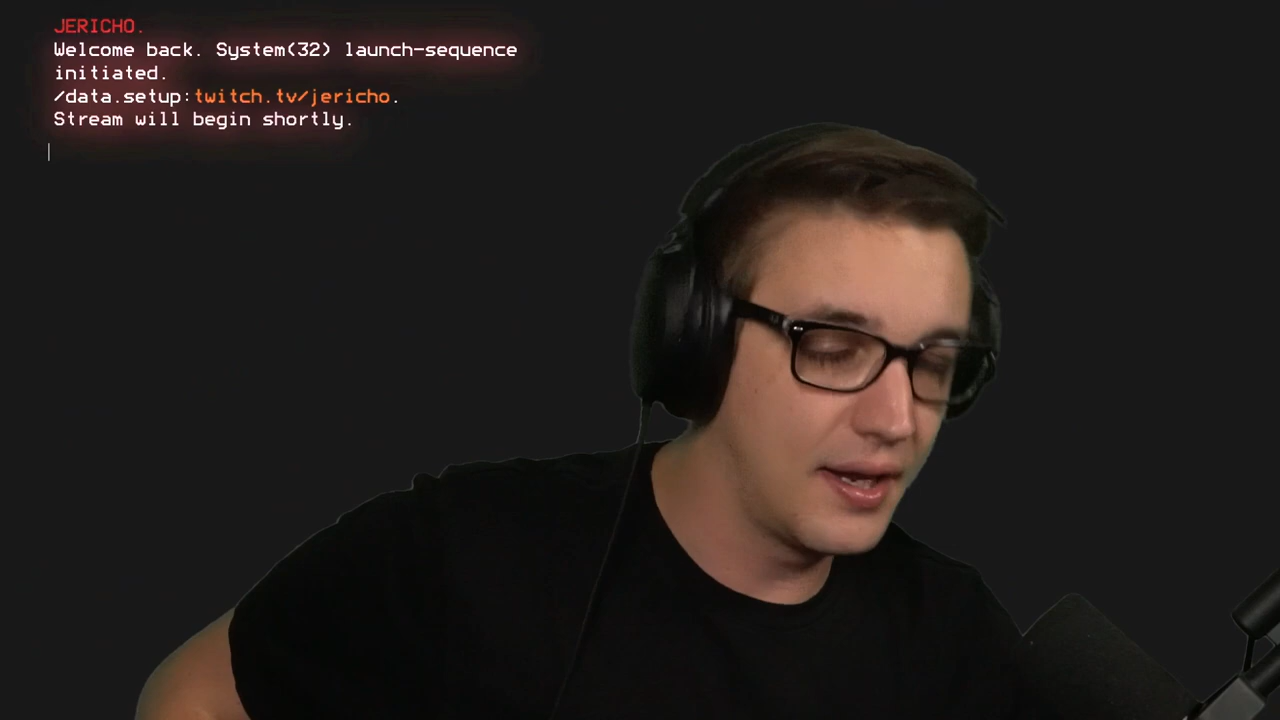 JERICHO.
Welcome back. System(32) launch-sequence
initiated.
/data.setup:twitch.tv/jericho.
Stream will begin shortly.